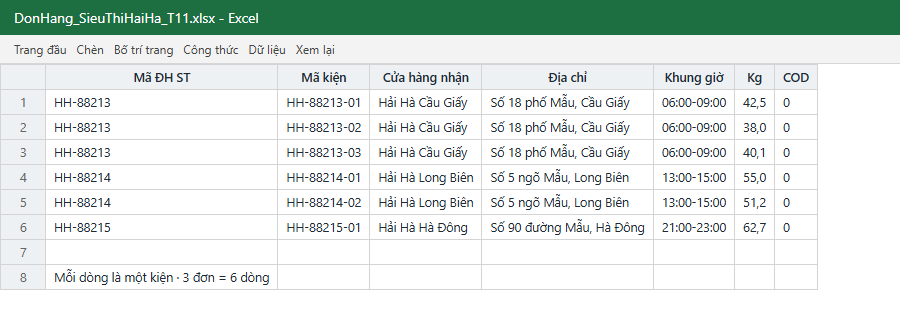 DonHang_SieuThiHaiHa_T11.xlsx - Excel
Trang đầu Chèn Bố trí trang Công thức Dữ liệu Xem lại
Mã ĐH ST Mã kiện Cửa hàng nhận Địa chỉ Khung giờ Kg COD
1 HH-88213 HH-88213-01 Hải Hà Cầu Giấy Số 18 phố Mẫu, Cầu Giấy 06:00-09:00 42,5 0
2 HH-88213 HH-88213-02 Hải Hà Cầu Giấy Số 18 phố Mẫu, Cầu Giấy 06:00-09:00 38,0 0
3 HH-88213 HH-88213-03 Hải Hà Cầu Giấy Số 18 phố Mẫu, Cầu Giấy 06:00-09:00 40,1 0
4 HH-88214 HH-88214-01 Hải Hà Long Biên Số 5 ngõ Mẫu, Long Biên 13:00-15:00 55,0 0
5 HH-88214 HH-88214-02 Hải Hà Long Biên Số 5 ngõ Mẫu, Long Biên 13:00-15:00 51,2 0
6 HH-88215 HH-88215-01 Hải Hà Hà Đông Số 90 đường Mẫu, Hà Đông 21:00-23:00 62,7 0
7
8 Mỗi dòng là một kiện · 3 đơn = 6 dòng